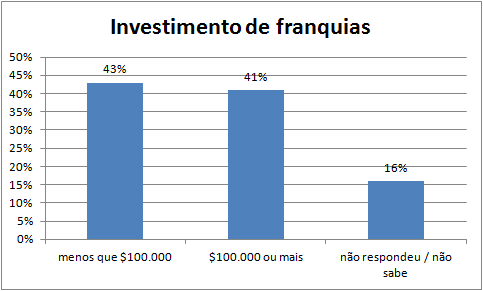 Investimento de franquias
50%
45%
40%
35%
30%
25%
20%
15%
10%
5%
0%
43%
41%
16%
menos que $100.000
$100.000 ou mais
não respondeu / não
sabe